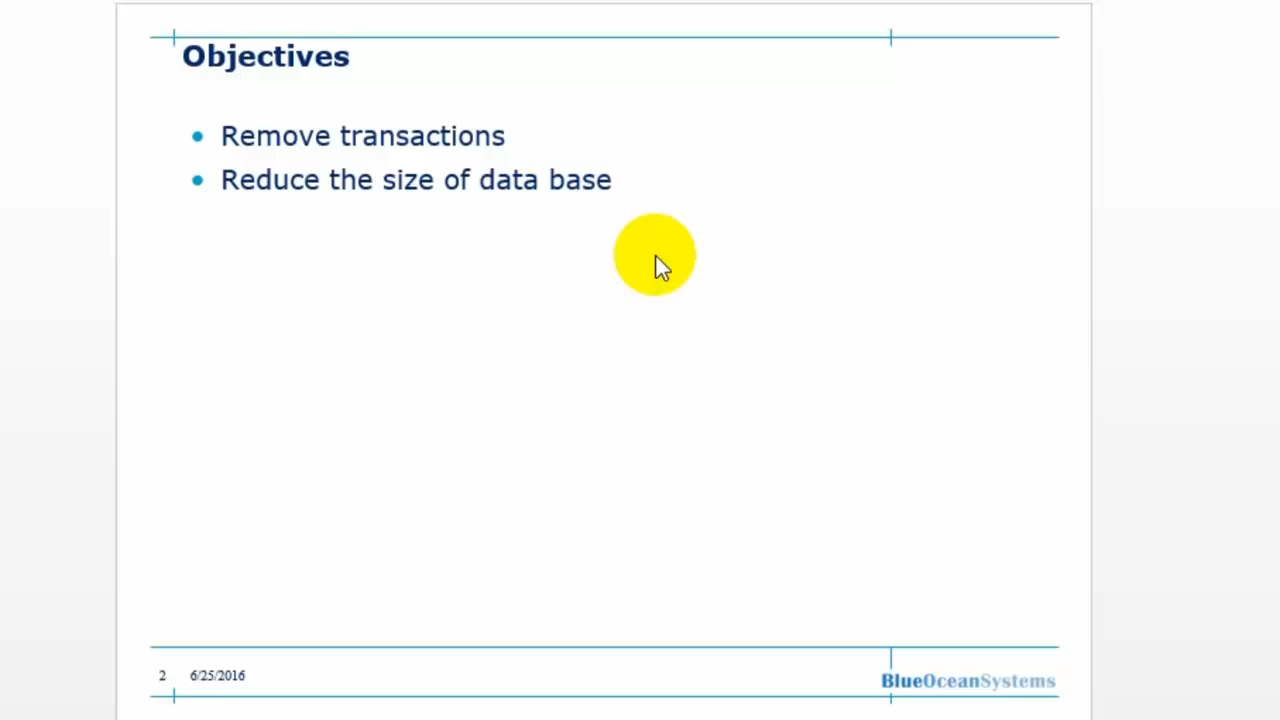 Objectives
Remove transactions
Reduce the size of data base
2 6/25/2016
BlueOceanSystems